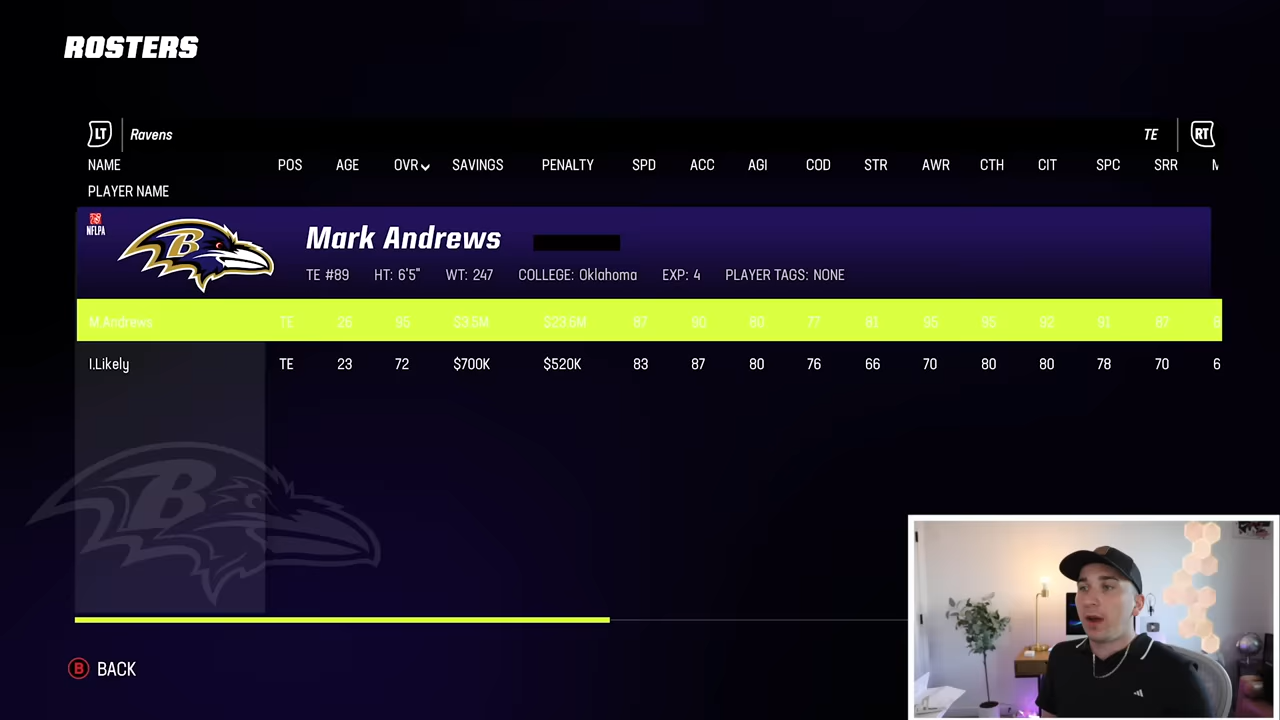 ROSTERS
LT Ravens TE RT
NAME POS AGE OVR SAVINGS PENALTY SPD ACC AGI COD STR AWR CTH CIT SPC SRR
PLAYER NAME
NFLPA
B
Mark Andrews
TE #89 HT: 6'5" WT: 247 COLLEGE: Oklahoma EXP: 4 PLAYER TAGS: NONE
M.Andrews TE 26 95 $3.5M $23.6M 87 90 80 77 81 95 95 92 91 87 8
I.Likely TE 23 72 $700K $520K 83 87 80 76 66 70 80 80 78 70 6
B
B BACK